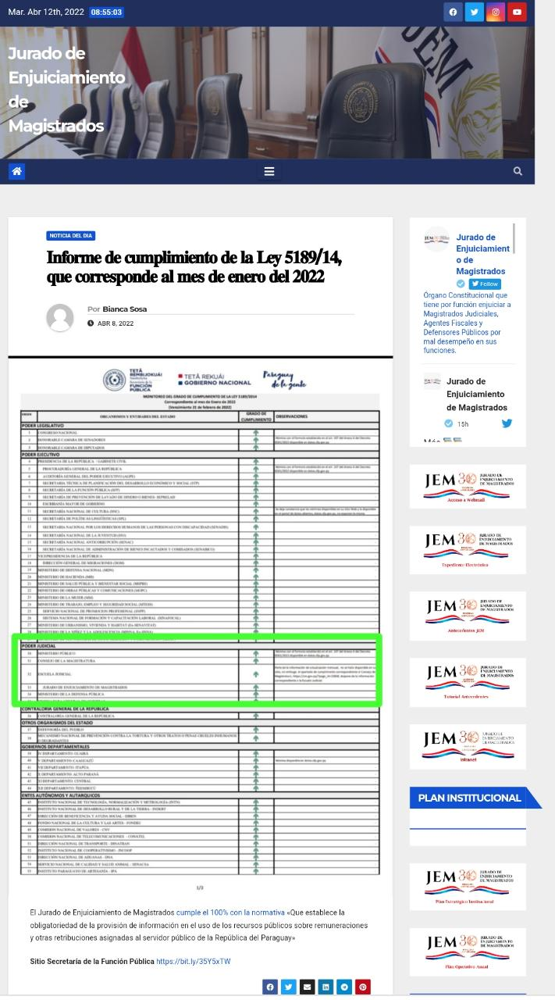 Mar. Abr 12th, 2022 08:55:03
Jurado de
Enjuiciamiento
de
Magistrados
JEM
NOTICIA DEL DIA
Informe de cumplimiento de la Ley 5189/14,
que corresponde al mes de enero del 2022
Por Bianca Sosa
ABR 8, 2022
TETÃ REKUÁI
GOBIERNO NACIONAL
Paraguay
de la gente
FUNCIÓN
PÚBLICA
MONITOREO DEL GRADO DE CUMPLIMIENTO DE LA LEY 5189/2014
Correspondiente al mes de Enero de 2022
(Vencimiento 21 de febrero de 2022)
ORGANISMOS Y ENTIDADES DEL ESTADO
GRADO DE
CUMPLIMIENTO
OBSERVACIONES
PODER LEGISLATIVO
1 CONGRESO NACIONAL
2 HONORABLE CAMARA DE SENADORES
3 HONORABLE CAMARA DE DIPUTADOS
PODER EJECUTIVO
4 PRESIDENCIA DE LA REPÚBLICA / GABINETE CIVIL
5 PROCURADURÍA GENERAL DE LA REPÚBLICA
6 AUDITORÍA GENERAL DEL PODER EJECUTIVO (AGPE)
7 SECRETARIA TÉCNICA DE PLANIFICACIÓN DEL DESARROLLO ECONÓMICO Y SOCIAL (STP)
8 SECRETARÍA DE LA FUNCIÓN PÚBLICA (SFP)
9 SECRETARÍA DE PREVENCIÓN DE LAVADO DE DINERO O BIENES- SEPRELAD
10 ESCRIBANÍA MAYOR DE GOBIERNO
11 SECRETARÍA NACIONAL DE CULTURA (SNC)
12 SECRETARÍA DE POLÍTICAS LINGÜÍSTICAS (SPL)
13 SECRETARÍA NACIONAL POR LOS DERECHOS HUMANOS DE LAS PERSONAS CON DISCAPACIDAD (SENADIS)
14 SECRETARÍA NACIONAL DE LA JUVENTUD (SNJ)
15 SECRETARÍA NACIONAL ANTICORRUPCIÓN (SENAC)
16 SECRETARÍA NACIONAL DE ADMINISTRACIÓN DE BIENES INCAUTADOS Y COMISADOS (SENABICO)
17 VICEPRESIDENCIA DE LA REPÚBLICA
18 DIRECCIÓN GENERAL DE MIGRACIONES (DGM)
19 MINISTERIO DE DEFENSA NACIONAL (MDN)
20 MINISTERIO DE HACIENDA (MH)
21 MINISTERIO DE SALUD PÚBLICA Y BIENESTAR SOCIAL (MSPBS)
22 MINISTERIO DE OBRAS PÚBLICAS Y COMUNICACIONES (MOPC)
23 MINISTERIO DE LA MUJER (MM)
24 MINISTERIO DE TRABAJO, EMPLEO Y SEGURIDAD SOCIAL (MTESS)
25 SERVICIO NACIONAL DE PROMOCION PROFESIONAL (SNPP)
26 SISTEMA NACIONAL DE FORMACIÓN Y CAPACITACIÓN LABORAL (SINAFOCAL)
27 MINISTERIO DE URBANISMO, VIVIENDA Y HABITAT (Ex-SENAVITAT)
28 MINISTERIO DE LA NIÑEZ Y LA ADOLESCENCIA
PODER JUDICIAL
30 MINISTERIO PÚBLICO
31 CONSEJO DE LA MAGISTRATURA
32 ESCUELA JUDICIAL
33 JURADO DE ENJUICIAMIENTO DE MAGISTRADOS
34 MINISTERIO DE LA DEFENSA PÚBLICA
CONTRALORÍA GENERAL DE LA REPÚBLICA
36 CONTRALORÍA GENERAL DE LA REPÚBLICA
OTROS ORGANISMOS DEL ESTADO
37 DEFENSORÍA DEL PUEBLO
38 MECANISMO NACIONAL DE PREVENCIÓN CONTRA LA TORTURA Y OTROS TRATOS O PENAS CRUELES INHUMANOS
O DEGRADANTES
GOBIERNOS DEPARTAMENTALES
39 IV DEPARTAMENTO: GUAIRÁ
40 V DEPARTAMENTO: CAAGUAZÚ
41 VII DEPARTAMENTO: ITAPÚA
42 X DEPARTAMENTO: ALTO PARANÁ
43 XI DEPARTAMENTO: CENTRAL
44 XII DEPARTAMENTO: ÑEEMBUCÚ
ENTES AUTÓNOMOS Y AUTARQUICOS
45 INSTITUTO NACIONAL DE TECNOLOGÍA, NORMALIZACIÓN Y METROLOGÍA (INTN)
46 INSTITUTO NACIONAL DE DESARROLLO RURAL Y DE LA TIERRA - INDERT
47 DIRECCIÓN DE BENEFICENCIA Y AYUDA SOCIAL - DIBEN
48 FONDO NACIONAL DE LA CULTURA Y LAS ARTES - FONDEC
49 COMISION NACIONAL DE VALORES - CNV
50 COMISION NACIONAL DE TELECOMUNICACIONES - CONATEL
51 DIRECCIÓN NACIONAL DE TRANSPORTE - DINATRAN
52 INSTITUTO NACIONAL DE COOPERATIVISMO - INCOOP
53 DIRECCIÓN NACIONAL DE ADUANAS - DNA
54 SERVICIO NACIONAL DE CALIDAD Y SALUD ANIMAL - SENACSA
55 INSTITUTO PARAGUAYO DE ARTESANÍA - IPA
1/3
El Jurado de Enjuiciamiento de Magistrados cumple el 100% con la normativa «Que establece la
obligatoriedad de la provisión de información en el uso de los recursos públicos sobre remuneraciones
y otras retribuciones asignadas al servidor público de la República del Paraguay»
Sitio Secretaría de la Función Pública https://bit.ly/35Y5xTW
Jurado de
Enjuiciamient
o de
Magistrados
Follow
Órgano Constitucional que
tiene por función enjuiciar a
Magistrados Judiciales,
Agentes Fiscales y
Defensores Públicos por
mal desempeño en sus
funciones.
Jurado de
Enjuiciamiento
de Magistrados
15h
JEM 30 JURADO DE
ENJUICIAMIENTO
DE MAGISTRADOS
Acceso a Webmail
JEM 30 JURADO DE
ENJUICIAMIENTO
DE MAGISTRADOS
Expediente Electrónico
JEM 30 JURADO DE
ENJUICIAMIENTO
DE MAGISTRADOS
Antecedentes JEM
JEM 30 JURADO DE
ENJUICIAMIENTO
DE MAGISTRADOS
Tutorial Antecedentes
JEM 30 JURADO DE
ENJUICIAMIENTO
DE MAGISTRADOS
Intranet
PLAN INSTITUCIONAL
JEM 30 JURADO DE
ENJUICIAMIENTO
DE MAGISTRADOS
Plan Estratégico Institucional
JEM 30 JURADO DE
ENJUICIAMIENTO
DE MAGISTRADOS
Plan Operativo Anual